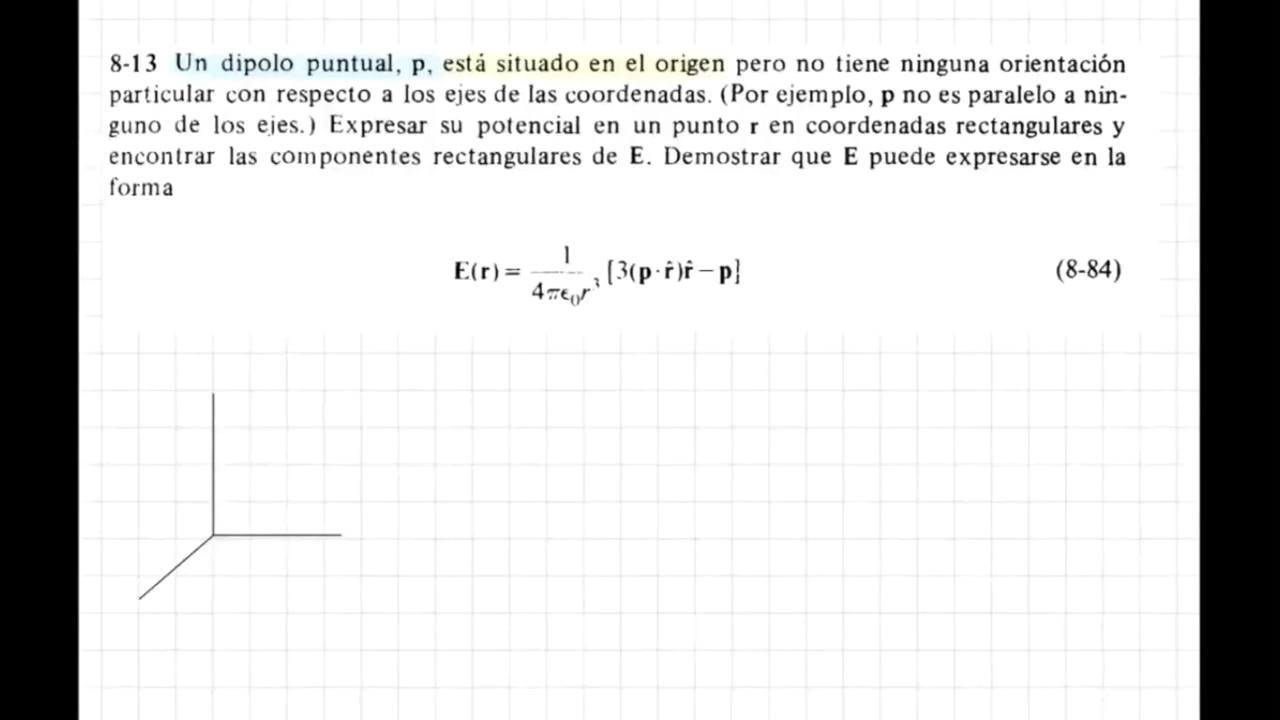 8-13 Un dipolo puntual, p, está situado en el origen pero no tiene ninguna orientación
particular con respecto a los ejes de las coordenadas. (Por ejemplo, p no es paralelo a nin-
guno de los ejes.) Expresar su potencial en un punto r en coordenadas rectangulares y
encontrar las componentes rectangulares de E. Demostrar que E puede expresarse en la
forma
E(r) = 1/4πϵ₀r³ [3(p·r̂)r̂ – p] (8-84)